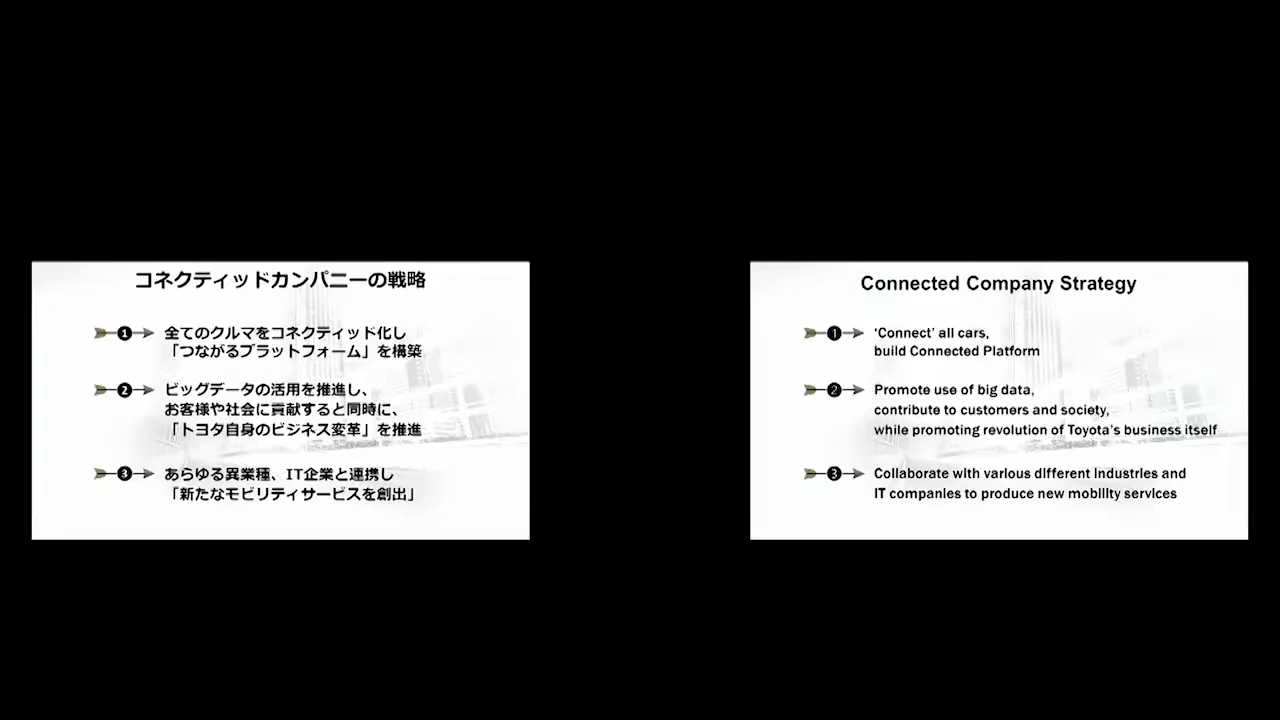 コネクティッドカンパニーの戦略
1 全てのクルマをコネクティッド化し
「つながるプラットフォーム」を構築
2 ビッグデータの活用を推進し、
お客様や社会に貢献すると同時に、
「トヨタ自身のビジネス変革」を推進
3 あらゆる異業種、IT企業と連携し
「新たなモビリティサービスを創出」
Connected Company Strategy
1 ‘Connect’ all cars,
build Connected Platform
2 Promote use of big data,
contribute to customers and society,
while promoting revolution of Toyota’s business itself
3 Collaborate with various different industries and
IT companies to produce new mobility services